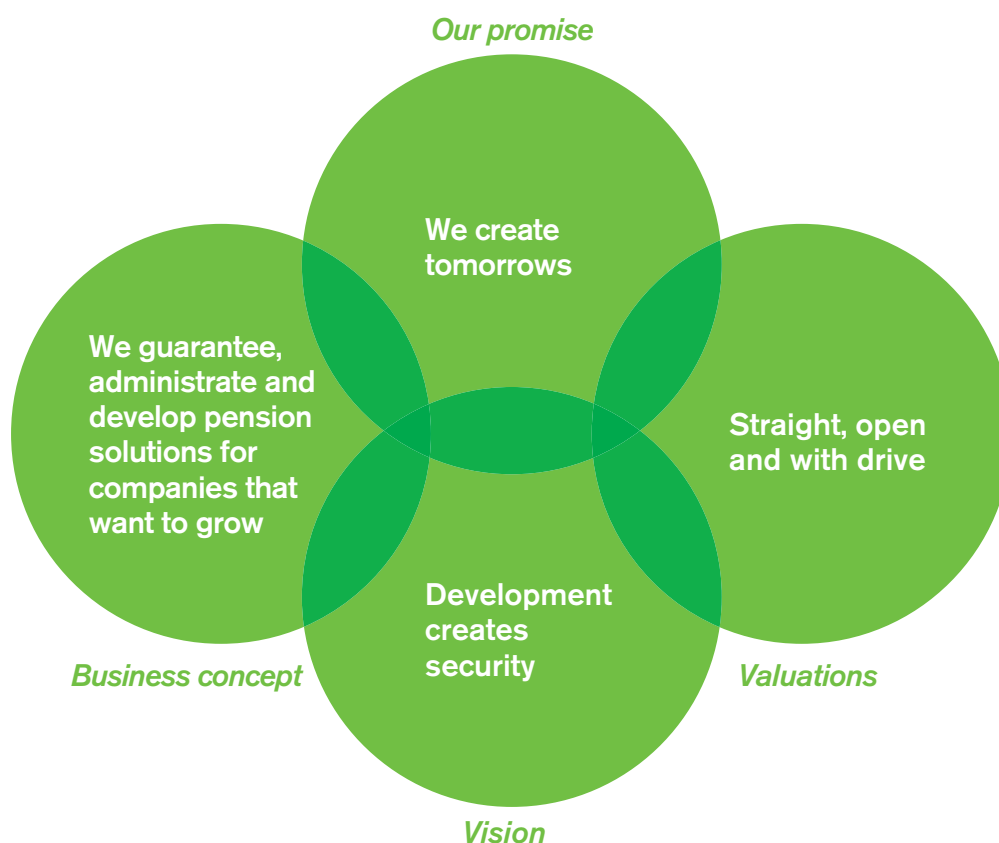 Our promise
We create
tomorrows
We guarantee,
administrate and
develop pension
solutions for
companies that
want to grow
Straight, open
and with drive
Development
creates
security
Business concept
Valuations
Vision